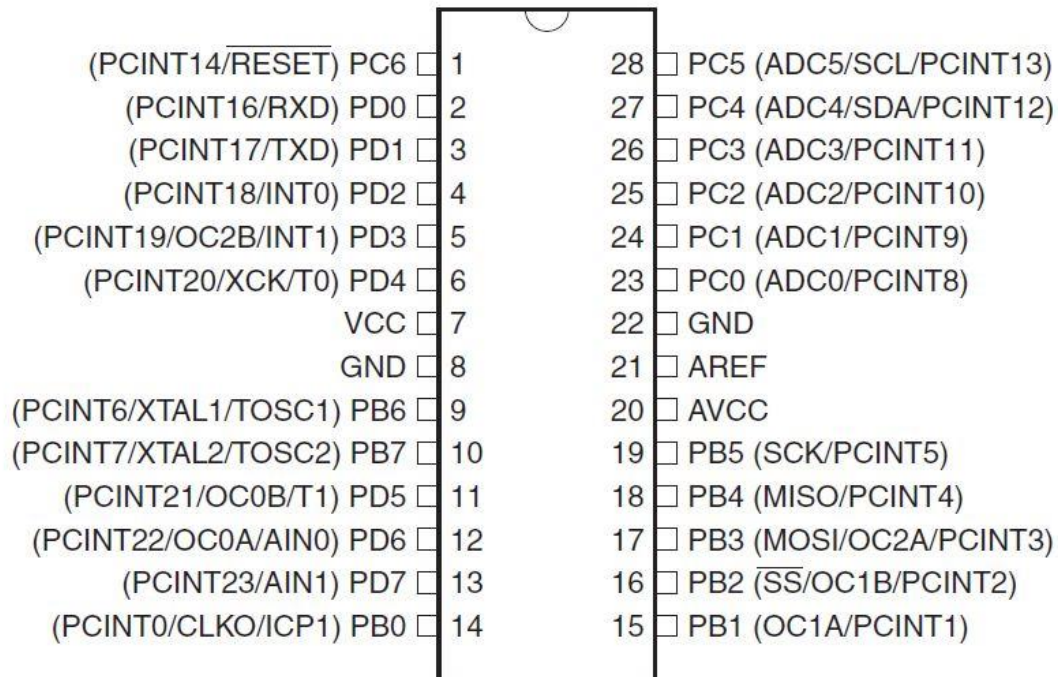 (PCINT14/RESET) PC6 1 28 PC5 (ADC5/SCL/PCINT13)
(PCINT16/RXD) PD0 2 27 PC4 (ADC4/SDA/PCINT12)
(PCINT17/TXD) PD1 3 26 PC3 (ADC3/PCINT11)
(PCINT18/INT0) PD2 4 25 PC2 (ADC2/PCINT10)
(PCINT19/OC2B/INT1) PD3 5 24 PC1 (ADC1/PCINT9)
(PCINT20/XCK/T0) PD4 6 23 PC0 (ADC0/PCINT8)
VCC 7 22 GND
GND 8 21 AREF
(PCINT6/XTAL1/TOSC1) PB6 9 20 AVCC
(PCINT7/XTAL2/TOSC2) PB7 10 19 PB5 (SCK/PCINT5)
(PCINT21/OC0B/T1) PD5 11 18 PB4 (MISO/PCINT4)
(PCINT22/OC0A/AIN0) PD6 12 17 PB3 (MOSI/OC2A/PCINT3)
(PCINT23/AIN1) PD7 13 16 PB2 (SS/OC1B/PCINT2)
(PCINT0/CLKO/ICP1) PB0 14 15 PB1 (OC1A/PCINT1)